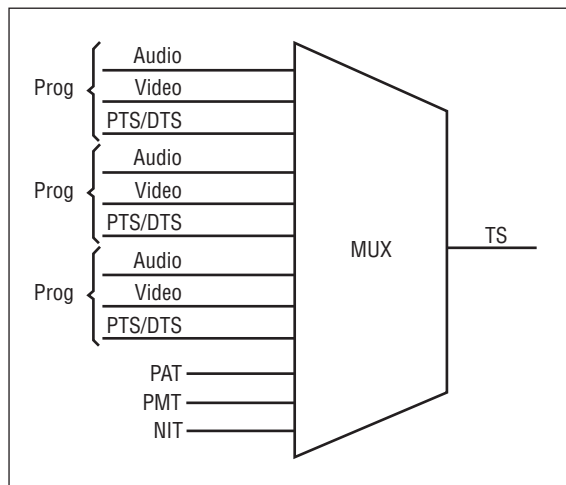 Audio
Prog
Video
PTS/DTS
Audio
Prog
Video
PTS/DTS
Audio
Prog
Video
PTS/DTS
PAT
PMT
NIT
MUX
TS